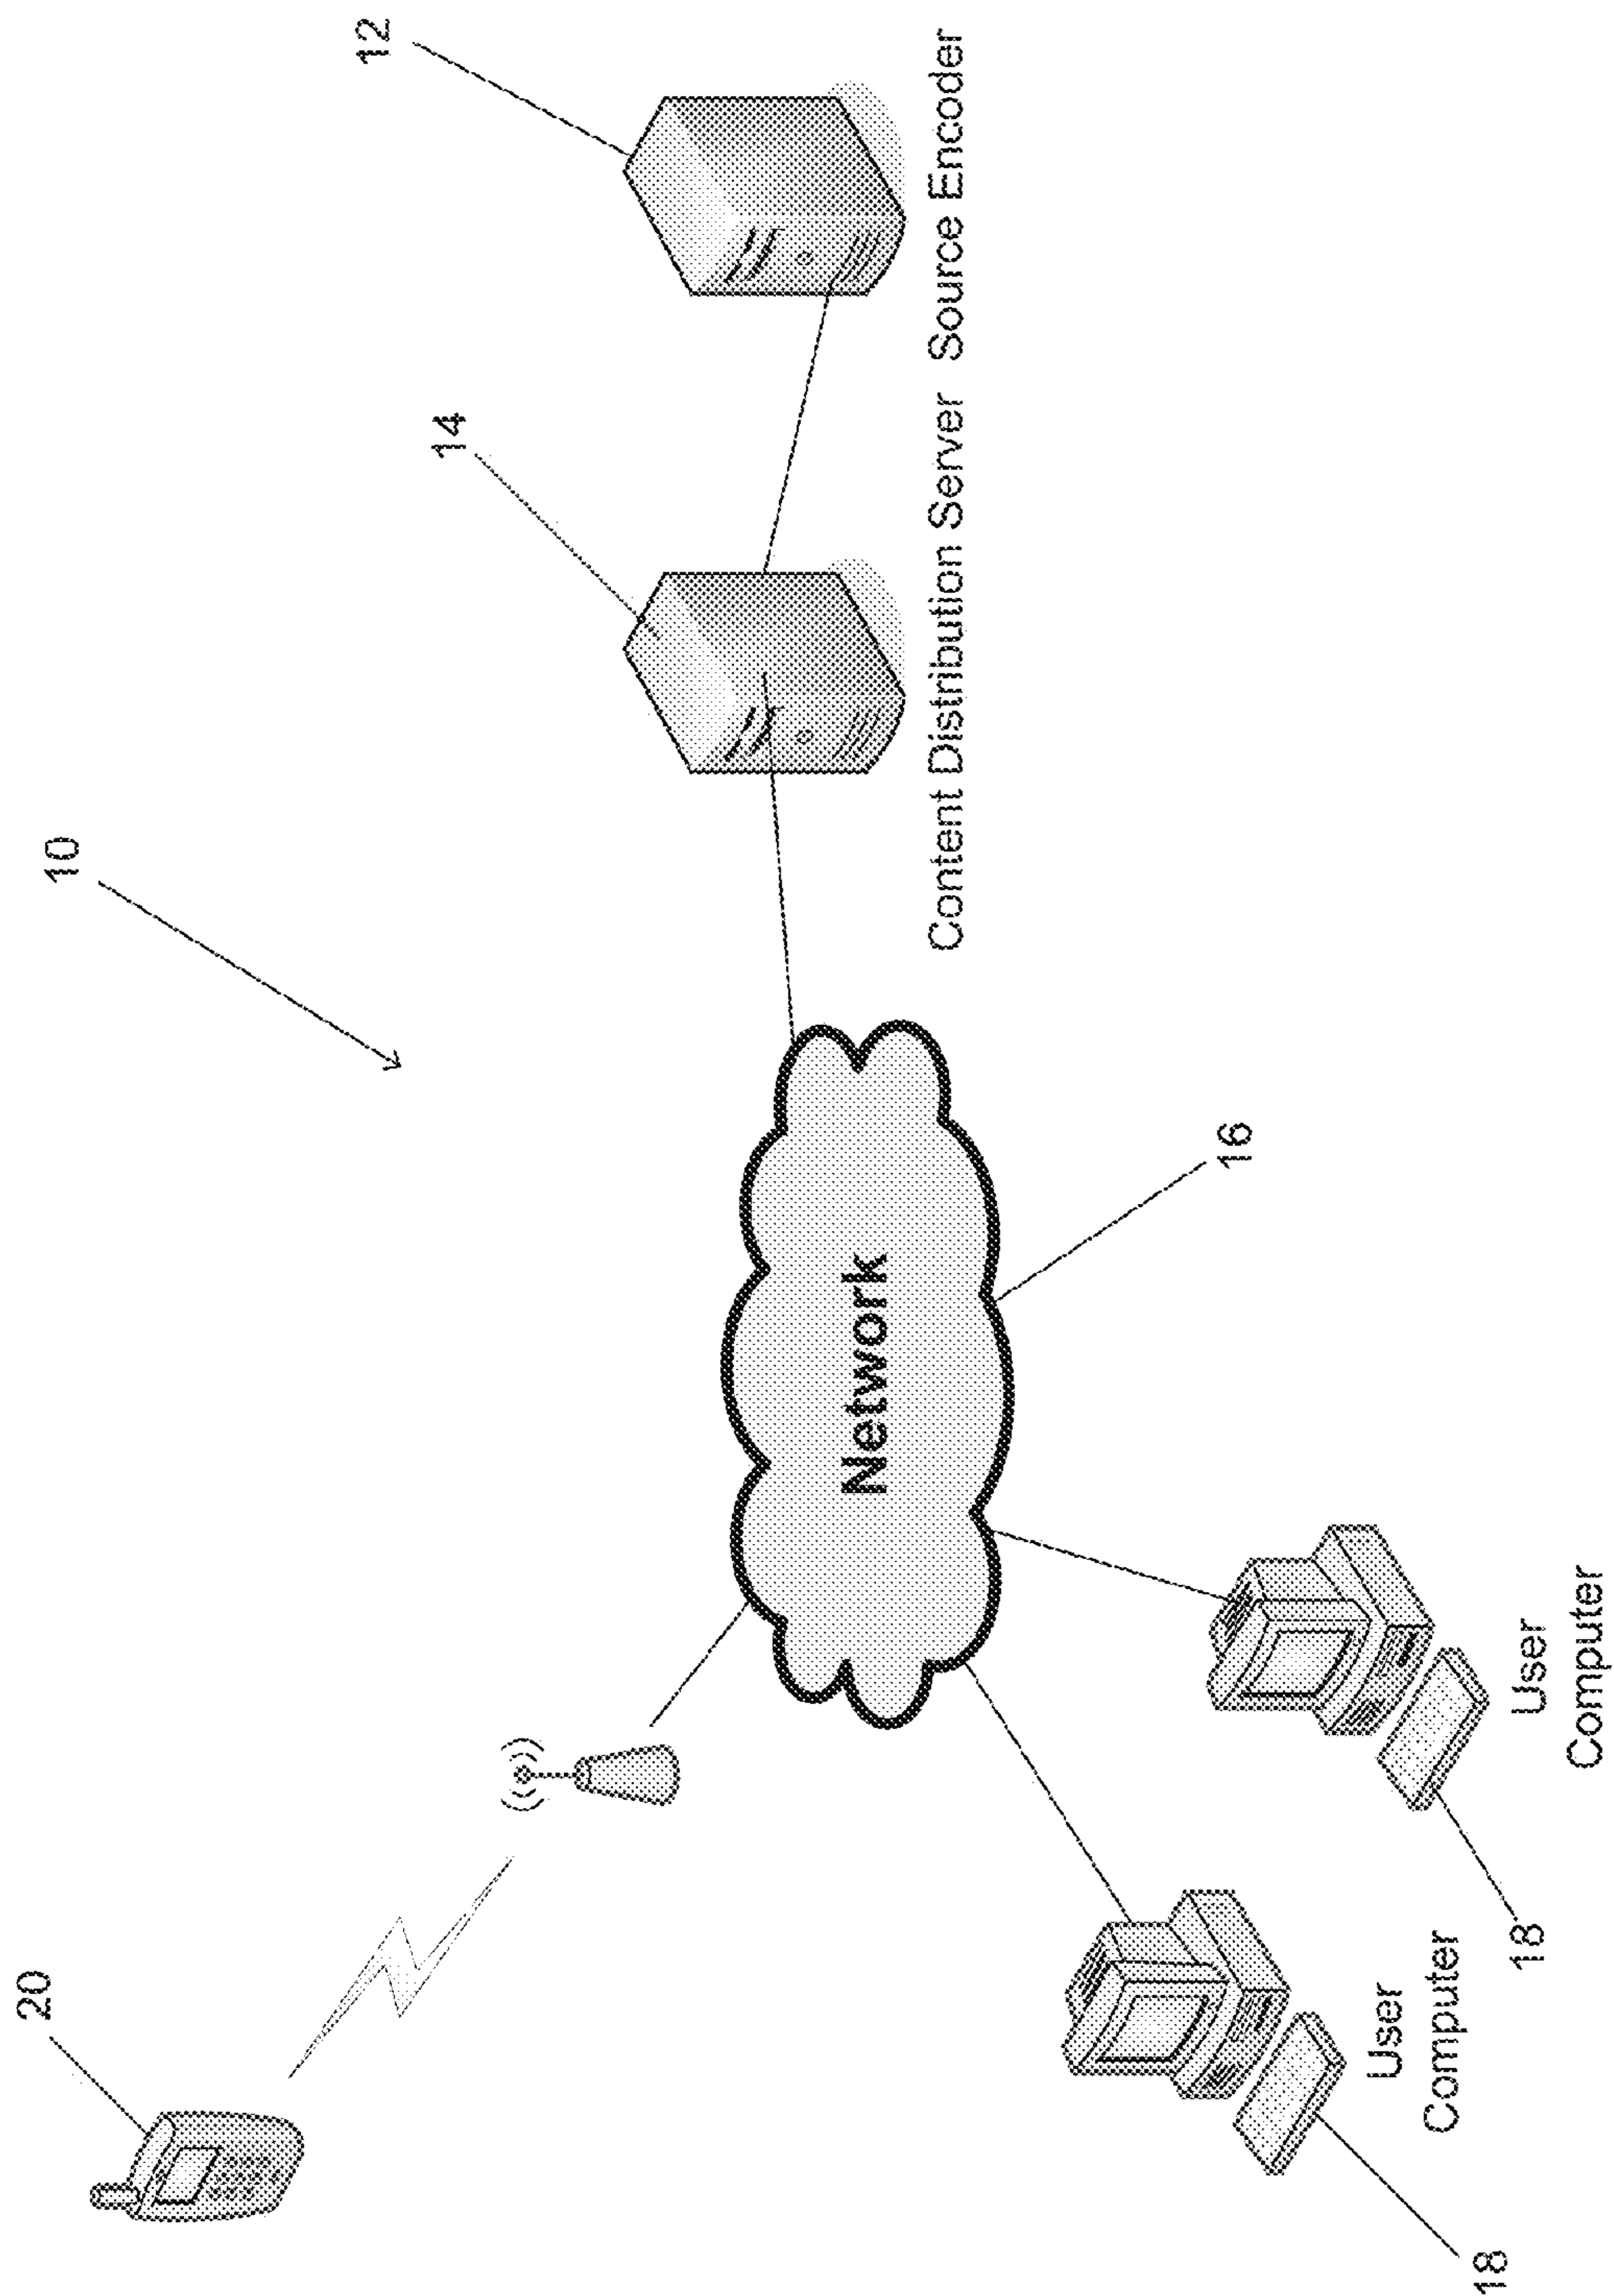 10
12
14
20
Content Distribution Server
Source Encoder
Network
16
User
Computer
18
User
Computer
18